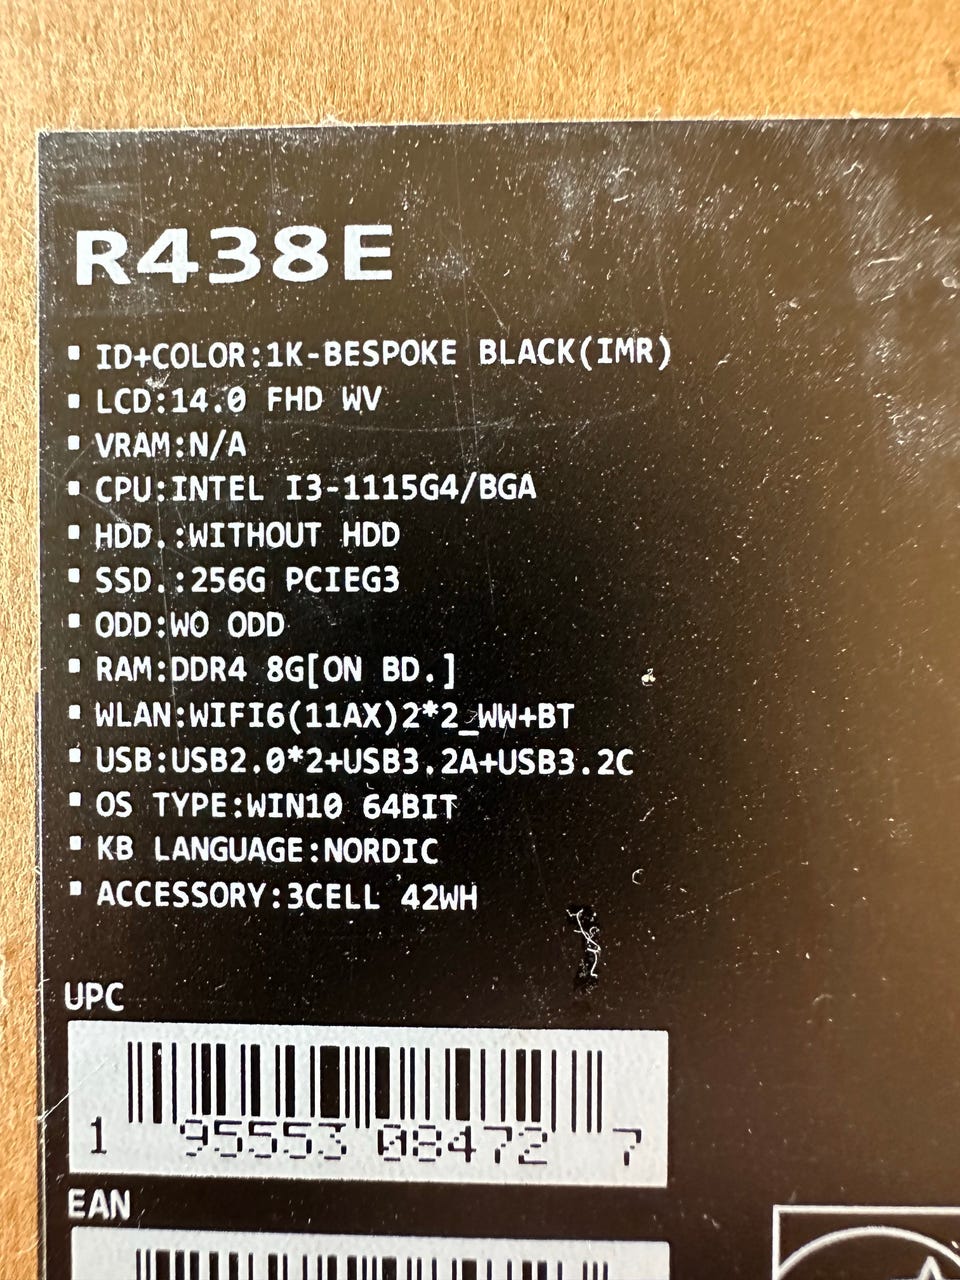 R438E
▪ ID+COLOR:1K-BESPOKE BLACK(IMR)
▪ LCD:14.0 FHD WV
▪ VRAM:N/A
▪ CPU:INTEL I3-1115G4/BGA
▪ HDD.:WITHOUT HDD
▪ SSD.:256G PCIEG3
▪ ODD:WO ODD
▪ RAM:DDR4 8G[ON BD.]
▪ WLAN:WIFI6(11AX)2*2_WW+BT
▪ USB:USB2.0*2+USB3.2A+USB3.2C
▪ OS TYPE:WIN10 64BIT
▪ KB LANGUAGE:NORDIC
▪ ACCESSORY:3CELL 42WH
UPC
1 95553 08472 7
EAN